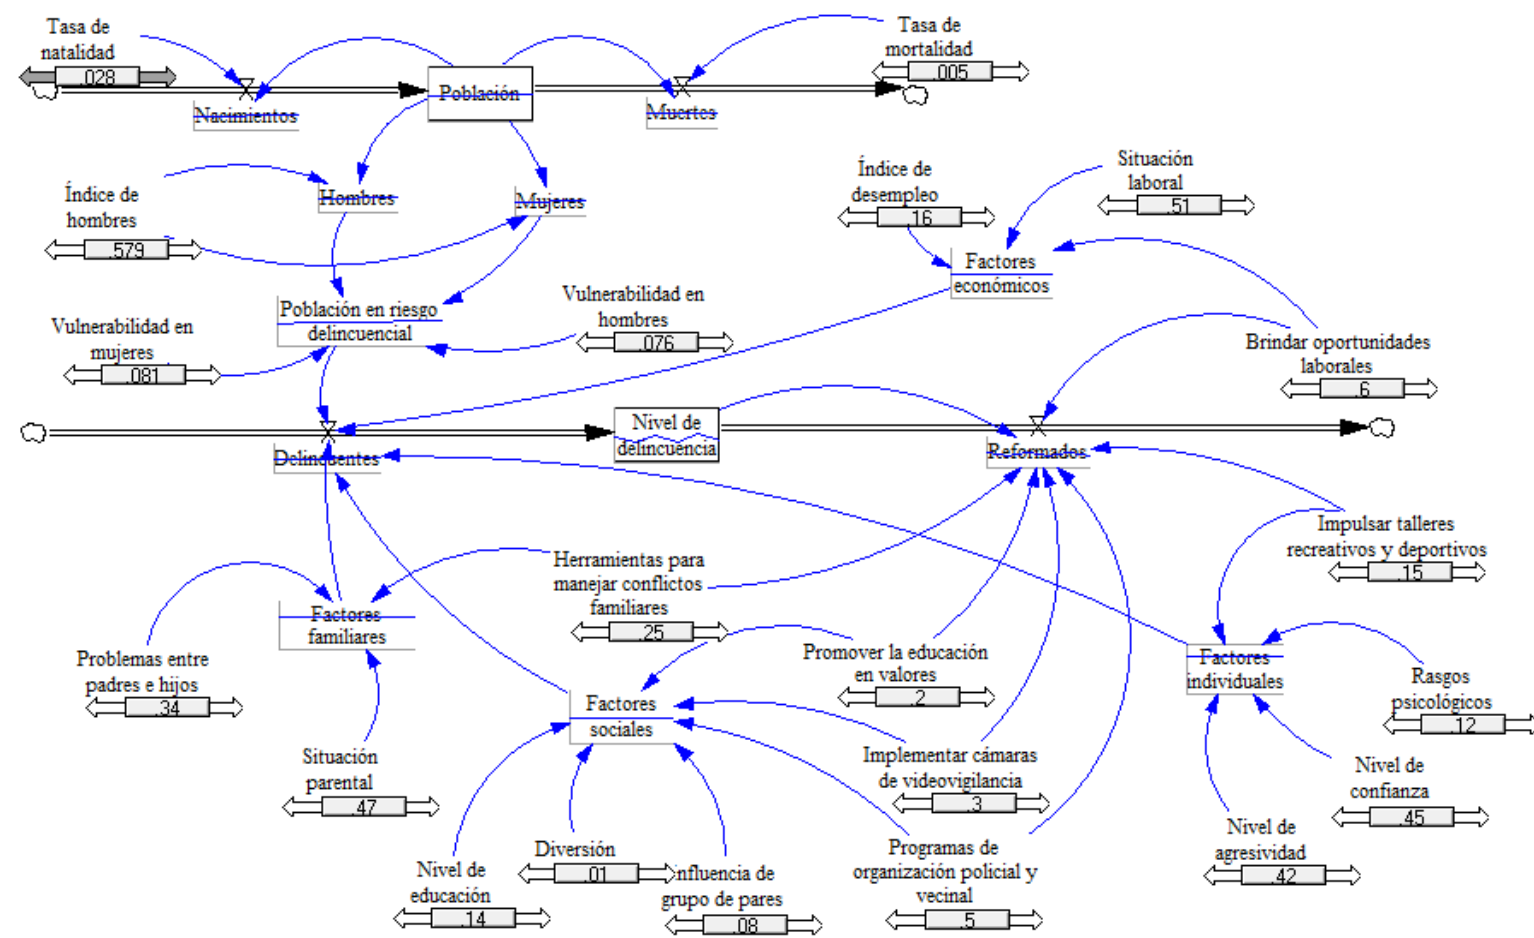 Tasa de
natalidad
.028
Nacimientos
Población
Muertes
Tasa de
mortalidad
.005
Índice de
hombres
.579
Hombres
Mujeres
Índice de
desempleo
.16
Situación
laboral
.51
Factores
económicos
Población en riesgo
delincuencial
Vulnerabilidad en
hombres
.076
Vulnerabilidad en
mujeres
.081
Brindar oportunidades
laborales
.6
Nivel de
delincuencia
Delincuentes
Reformados
Impulsar talleres
recreativos y deportivos
.15
Herramientas para
manejar conflictos
familiares
.25
Factores
familiares
Problemas entre
padres e hijos
.34
Promover la educación
en valores
.2
Factores
individuales
Rasgos
psicológicos
.12
Factores
sociales
Situación
parental
.47
Implementar cámaras
de videovigilancia
.3
Nivel de
confianza
.45
Nivel de
agresividad
.42
Diversión
.01
Nivel de
educación
.14
nfluencia de
grupo de pares
.08
Programas de
organización policial y
vecinal
.5